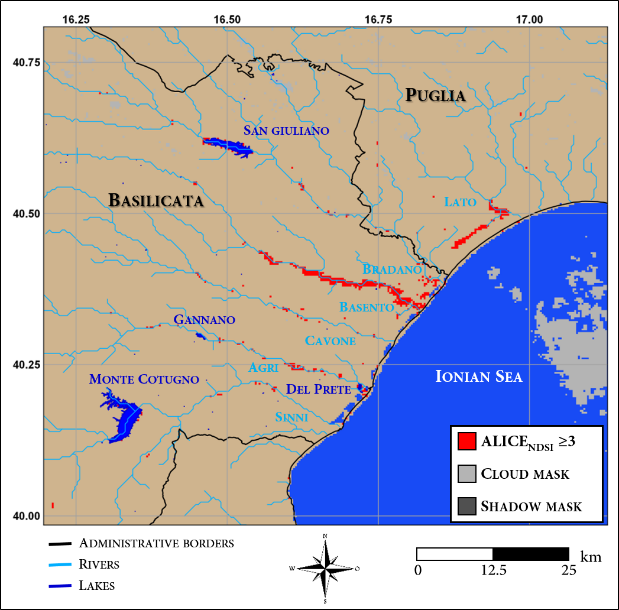 16.25 16.50 16.75 17.00
40.75
PUGLIA
SAN GIULIANO
BASILICATA
LATO
40.50
BRADANO
BASENTO
GANNANO
CAVONE
40.25
AGRI
MONTE COTUGNO
DEL PRETE
IONIAN SEA
SINNI
ALICENDSI ≥3
CLOUD MASK
SHADOW MASK
40.00
ADMINISTRATIVE BORDERS
RIVERS
LAKES
N
W O
S
0 12.5 25 km